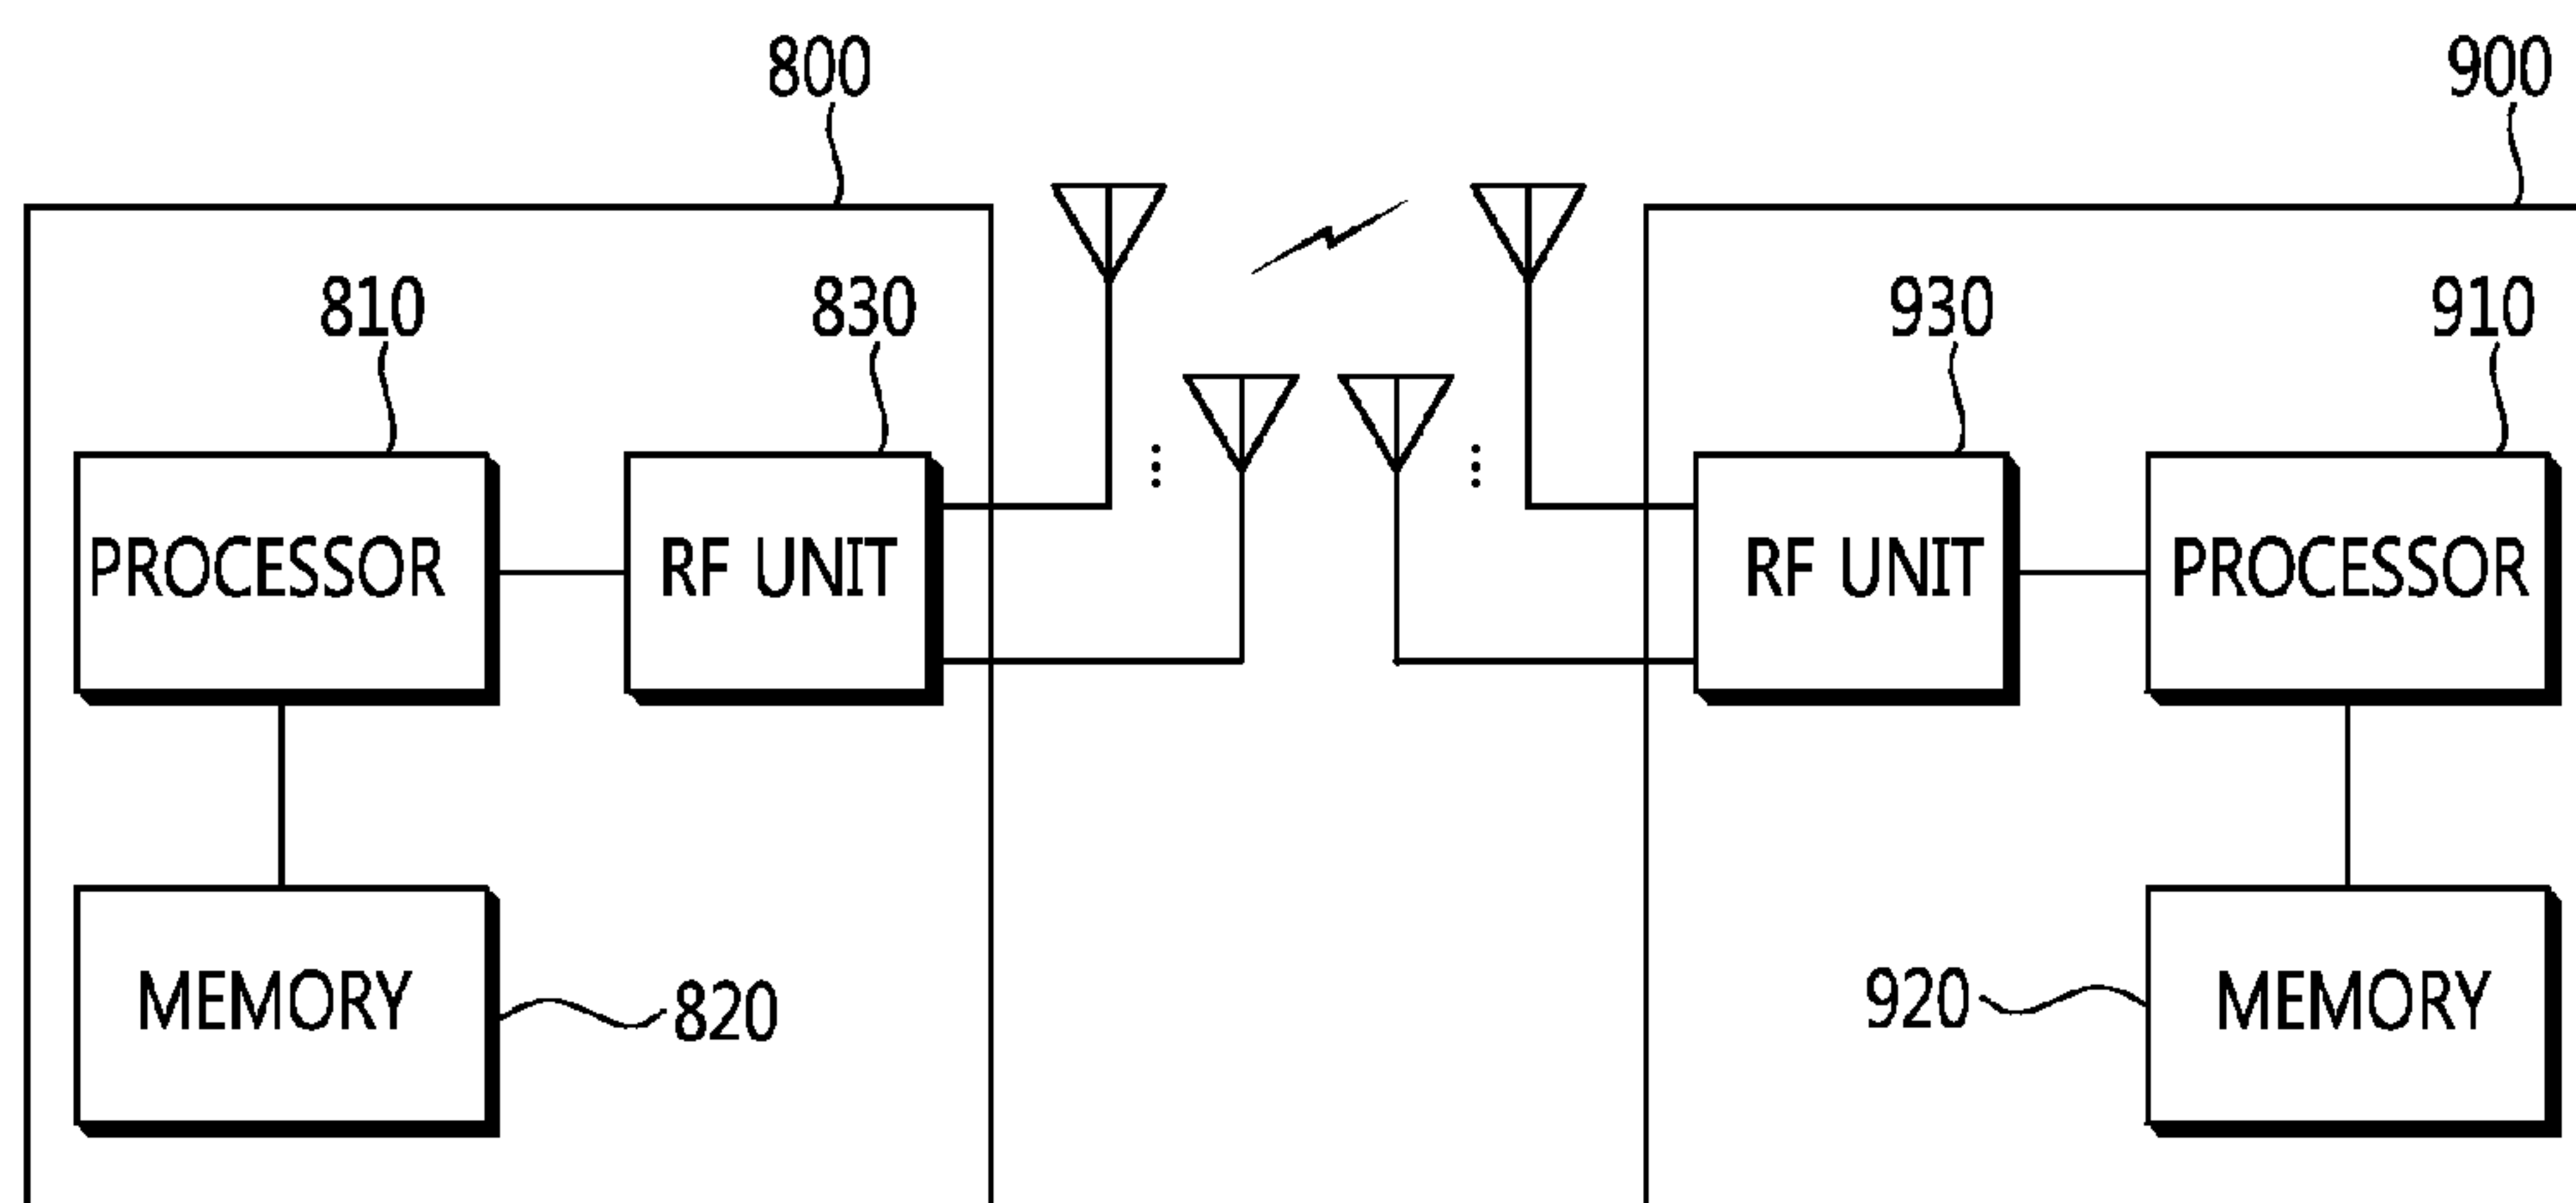 800
900
810
830
930
910
PROCESSOR
RF UNIT
RF UNIT
PROCESSOR
MEMORY
820
920
MEMORY